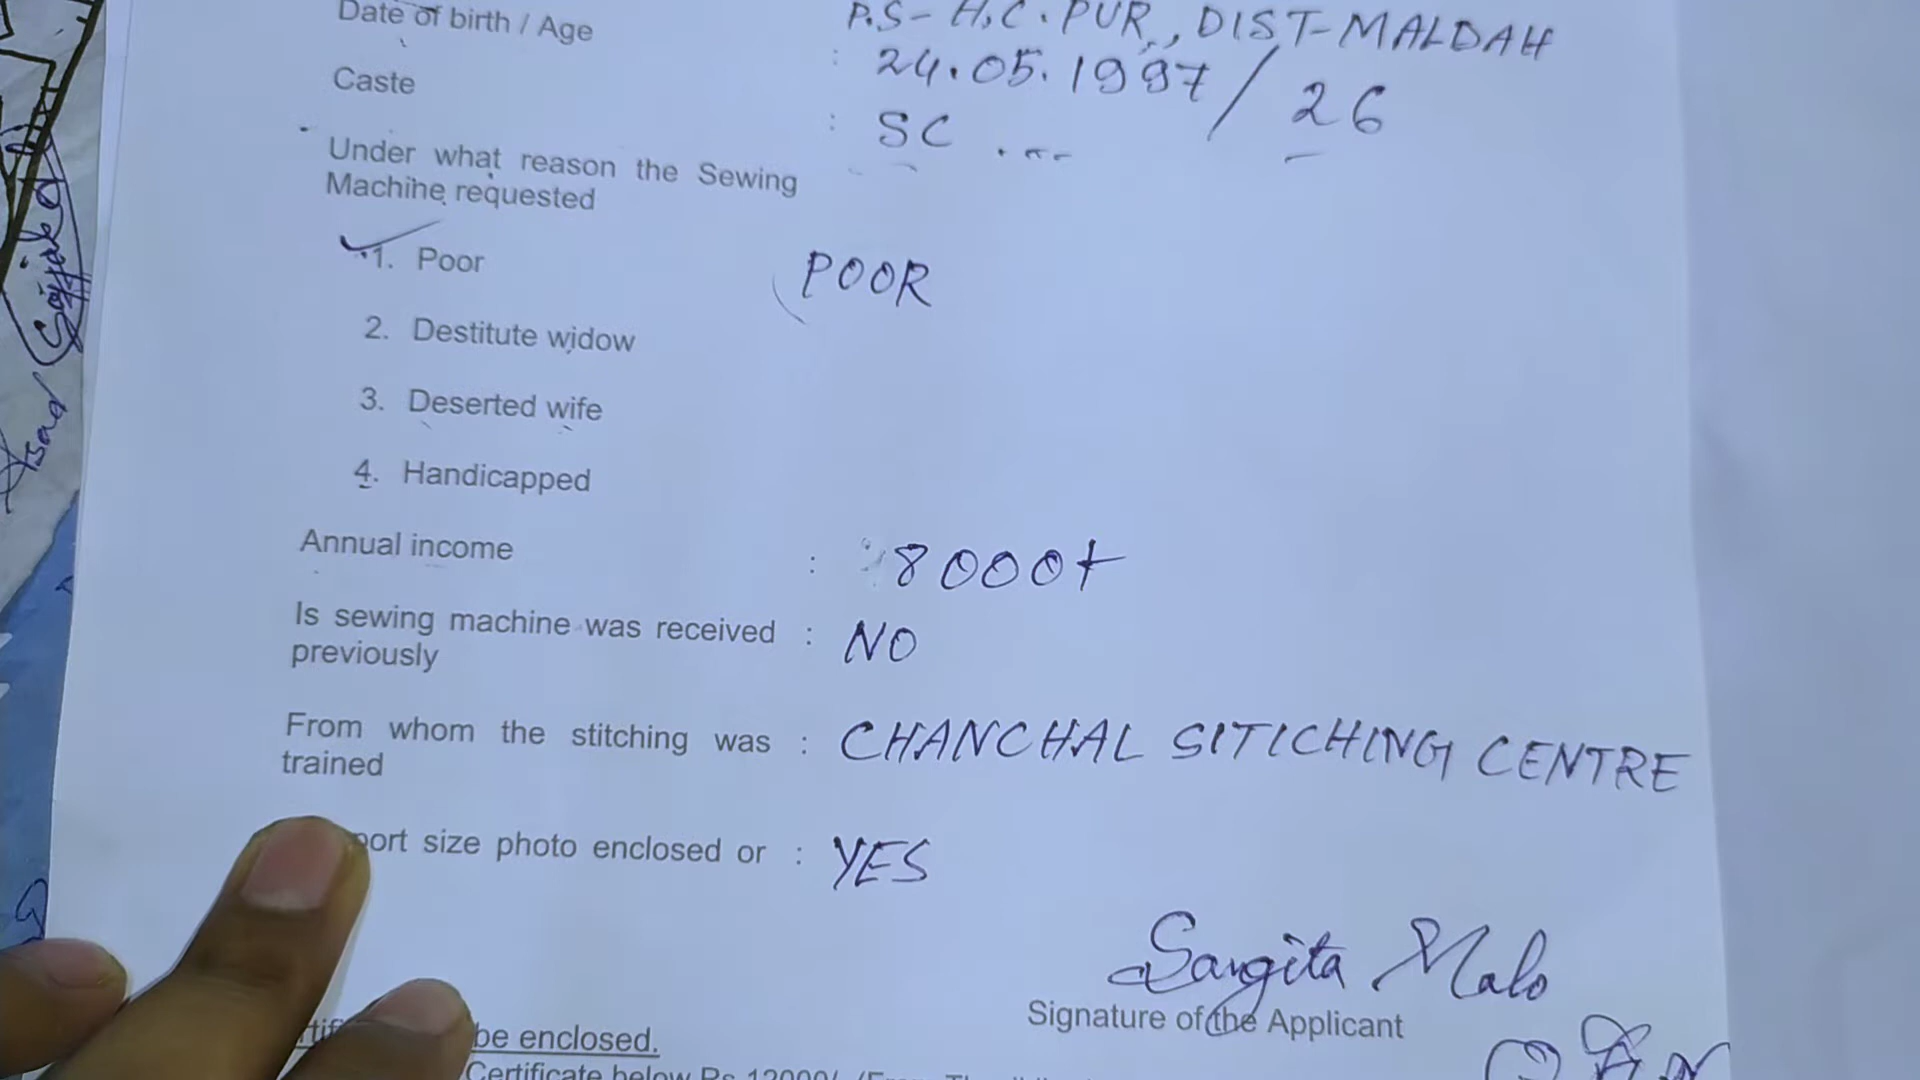 P.S- H.C. PUR, DIST-MALDAH
Date of birth / Age : 24.05.1997 / 26
Caste : SC
Under what reason the Sewing
Machine requested
1. Poor POOR
2. Destitute widow
3. Deserted wife
4. Handicapped
Annual income : 8000+
Is sewing machine was received : NO
previously
From whom the stitching was : CHANCHAL SITICHING CENTRE
trained
port size photo enclosed or : YES
Sangita Malo
Signature of the Applicant
be enclosed.
Certificate below Rs.12000/-